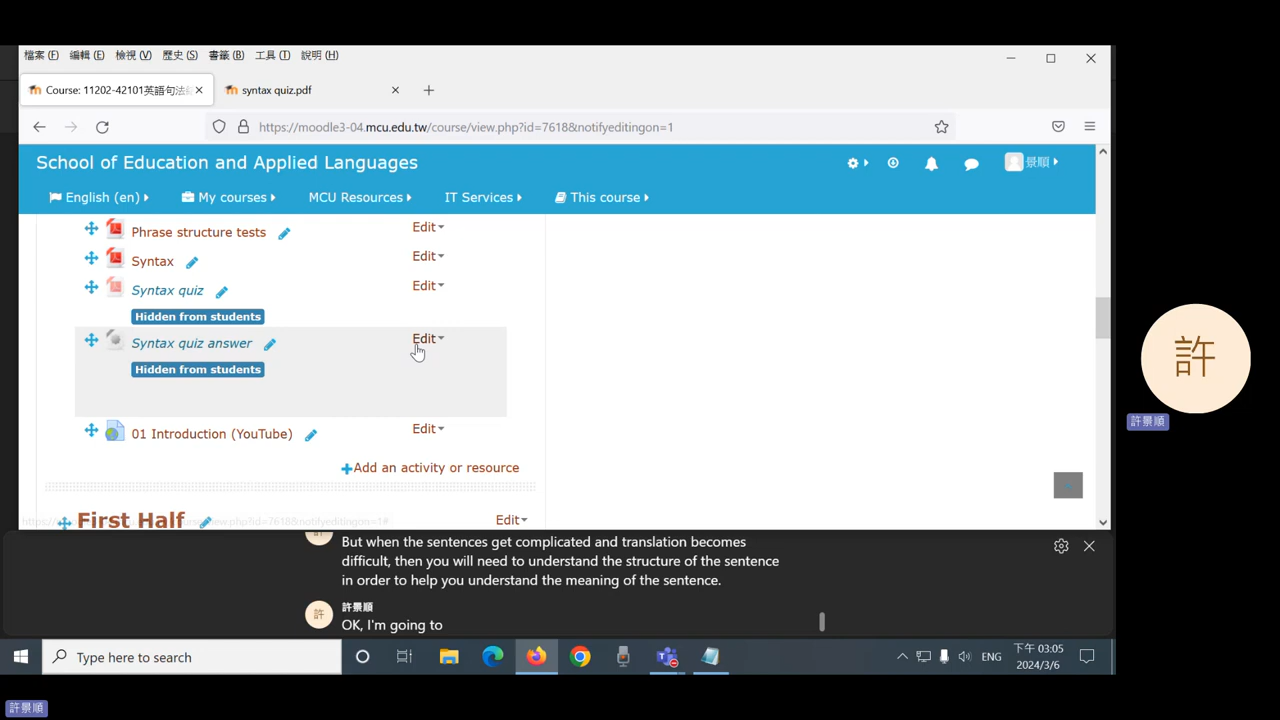 檔案 (F) 編輯 (E) 檢視 (V) 歷史 (S) 書籤 (B) 工具 (T) 說明 (H)
Course: 11202-42101英語句法
syntax quiz.pdf
https://moodle3-04.mcu.edu.tw/course/view.php?id=7618&notifyeditingon=1
School of Education and Applied Languages
景順
English (en) My courses MCU Resources IT Services This course
Phrase structure tests Edit
Syntax Edit
Syntax quiz Edit
Hidden from students
Syntax quiz answer Edit
Hidden from students
01 Introduction (YouTube) Edit
Add an activity or resource
First Half Edit
許
許景順
許
But when the sentences get complicated and translation becomes
difficult, then you will need to understand the structure of the sentence
in order to help you understand the meaning of the sentence.
許景順
許
OK, I'm going to
Type here to search
ENG
下午 03:05
2024/3/6
許景順